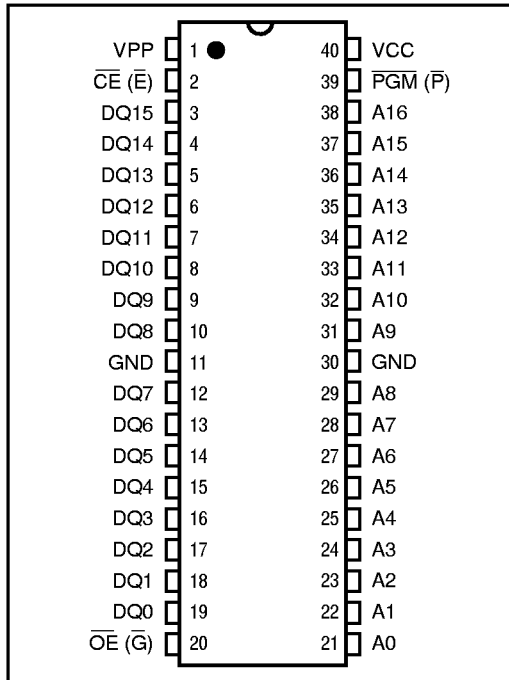 VPP 1 40 VCC
C̅E̅ (E̅) 2 39 P̅G̅M̅ (P̅)
DQ15 3 38 A16
DQ14 4 37 A15
DQ13 5 36 A14
DQ12 6 35 A13
DQ11 7 34 A12
DQ10 8 33 A11
DQ9 9 32 A10
DQ8 10 31 A9
GND 11 30 GND
DQ7 12 29 A8
DQ6 13 28 A7
DQ5 14 27 A6
DQ4 15 26 A5
DQ3 16 25 A4
DQ2 17 24 A3
DQ1 18 23 A2
DQ0 19 22 A1
O̅E̅ (G̅) 20 21 A0